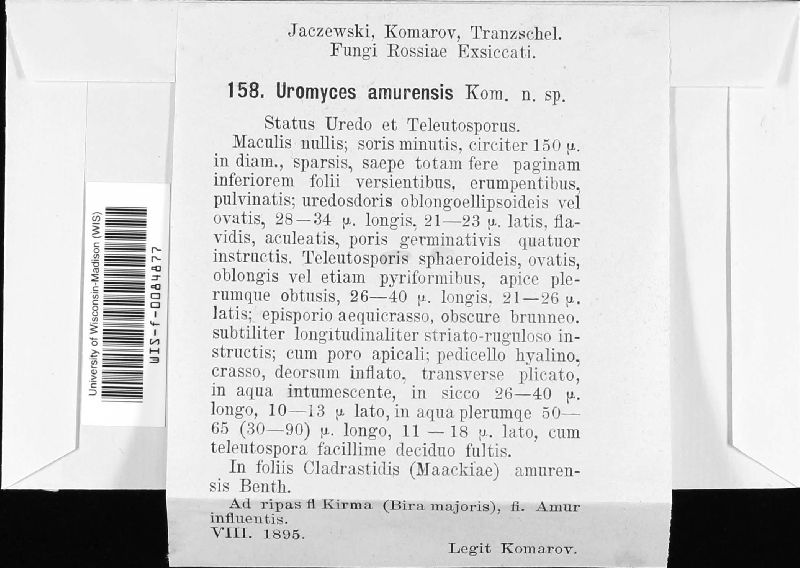 Jaczewski, Komarov, Tranzschel.
Fungi Rossiae Exsiccati.
158. Uromyces amurensis Kom. n. sp.
Status Uredo et Teleutosporus.
Maculis nullis; soris minutis, circiter 150 µ.
in diam., sparsis, saepe totam fere paginam
inferiorem folii versientibus, erumpentibus,
pulvinatis; uredosdoris oblongoellipsoideis vel
ovatis, 28—34 µ. longis, 21—23 µ. latis, fla-
vidis, aculeatis, poris germinativis quatuor
instructis. Teleutosporis sphaeroideis, ovatis,
oblongis vel etiam pyriformibus, apice ple-
rumque obtusis, 26—40 µ. longis, 21—26 µ.
latis; episporio aequicrasso, obscure brunneo.
subtiliter longitudinaliter striato-ruguloso in-
structis; cum poro apicali; pedicello hyalino,
crasso, deorsum inflato, transverse plicato,
in aqua intumescente, in sicco 26—40 µ.
longo, 10—13 µ lato, in aqua plerumqe 50—
65 (30—90) µ. longo, 11—18 µ. lato, cum
teleutospora facillime deciduo fultis.
In foliis Cladrastidis (Maackiae) amuren-
sis Benth.
Ad ripas fl Kirma (Bira majoris), fl. Amur
influentis.
VIII. 1895.
Legit Komarov.
University of Wisconsin-Madison (WIS)
WIS-f-0084877